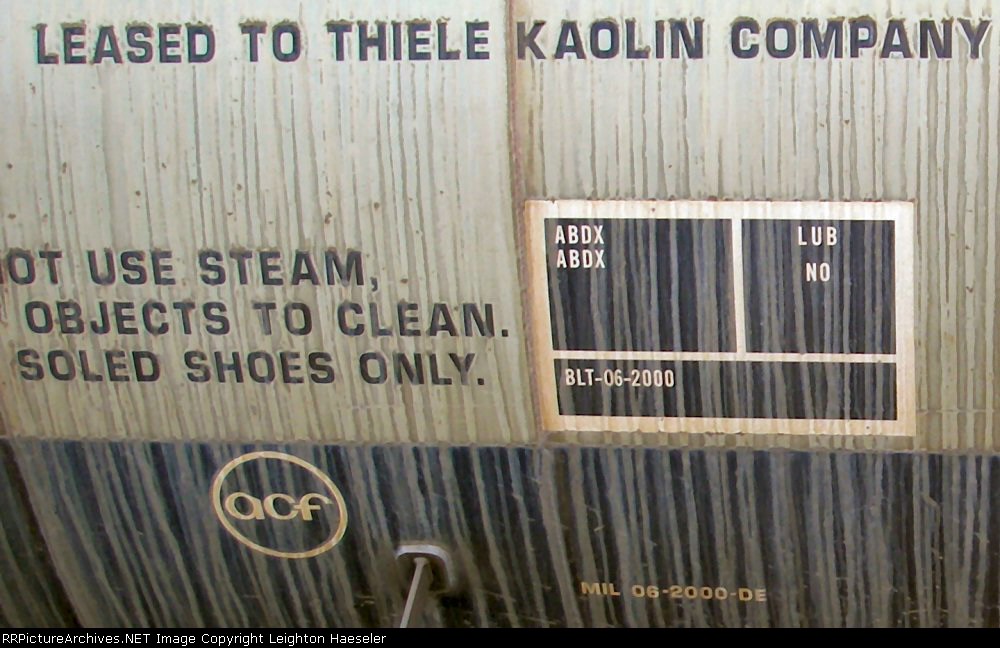 LEASED TO THIELE KAOLIN COMPANY
OT USE STEAM,
OBJECTS TO CLEAN.
SOLED SHOES ONLY.
ABDX
ABDX
LUB
NO
BLT-06-2000
acf
MIL 06-2000-DE
RRPictureArchives.NET Image Copyright Leighton Haeseler